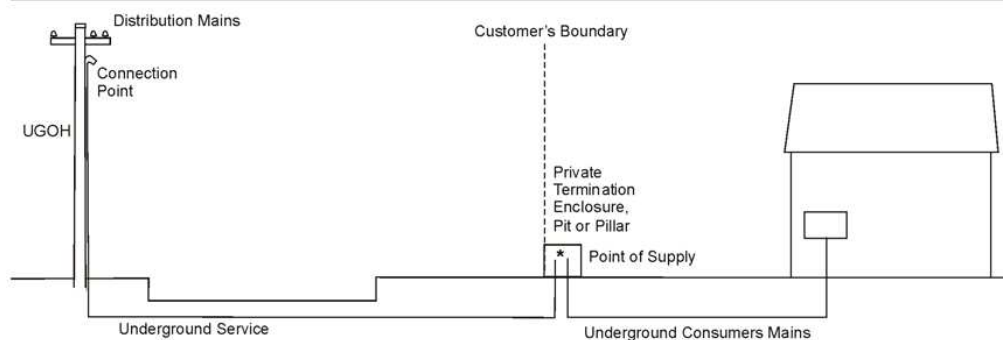 Distribution Mains
Customer's Boundary
Connection
Point
UGOH
Private
Termination
Enclosure,
Pit or Pillar
* Point of Supply
Underground Service
Underground Consumers Mains